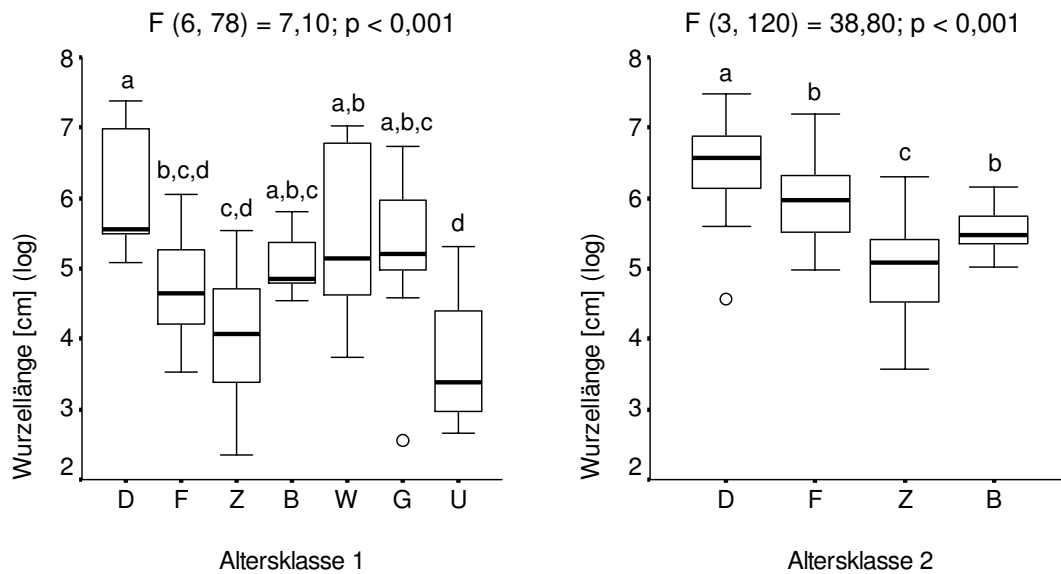 F (6, 78) = 7,10; p < 0,001
Wurzellänge [cm] (log)
8
7
6
5
4
3
2
a
b,c,d
c,d
a,b,c
a,b
a,b,c
d
D F Z B W G U
Altersklasse 1
F (3, 120) = 38,80; p < 0,001
Wurzellänge [cm] (log)
8
7
6
5
4
3
2
a
b
c
b
D F Z B
Altersklasse 2